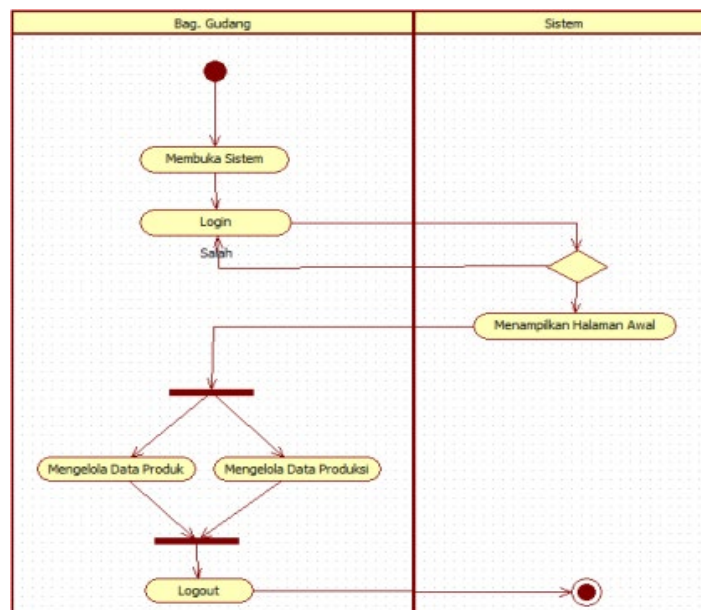 Bag. Gudang
Sistem
Membuka Sistem
Login
Salah
Menampilkan Halaman Awal
Mengelola Data Produk
Mengelola Data Produksi
Logout